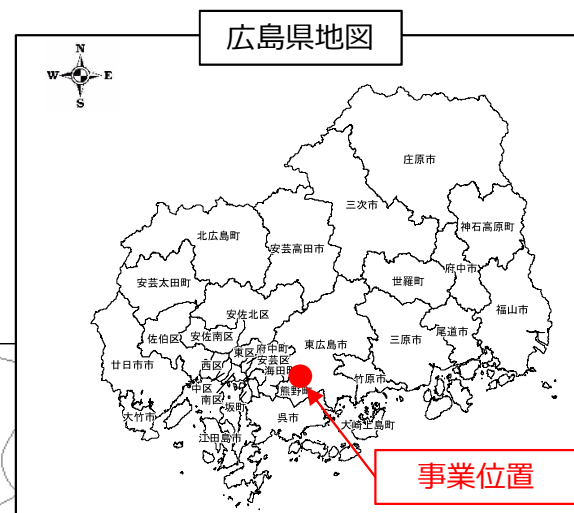 広島県地図
N
W E
S
庄原市
三次市
神石高原町
北広島町
安芸高田市
府中市
世羅町
安芸太田町
福山市
安佐北区
尾道市
三原市
佐伯区
安佐南区
東広島市
東区
府中町
安芸区
廿日市市
西区
海田町
竹原市
中区
熊野町
南区
坂町
大竹市
呉市
大崎上島町
江田島市
事業位置